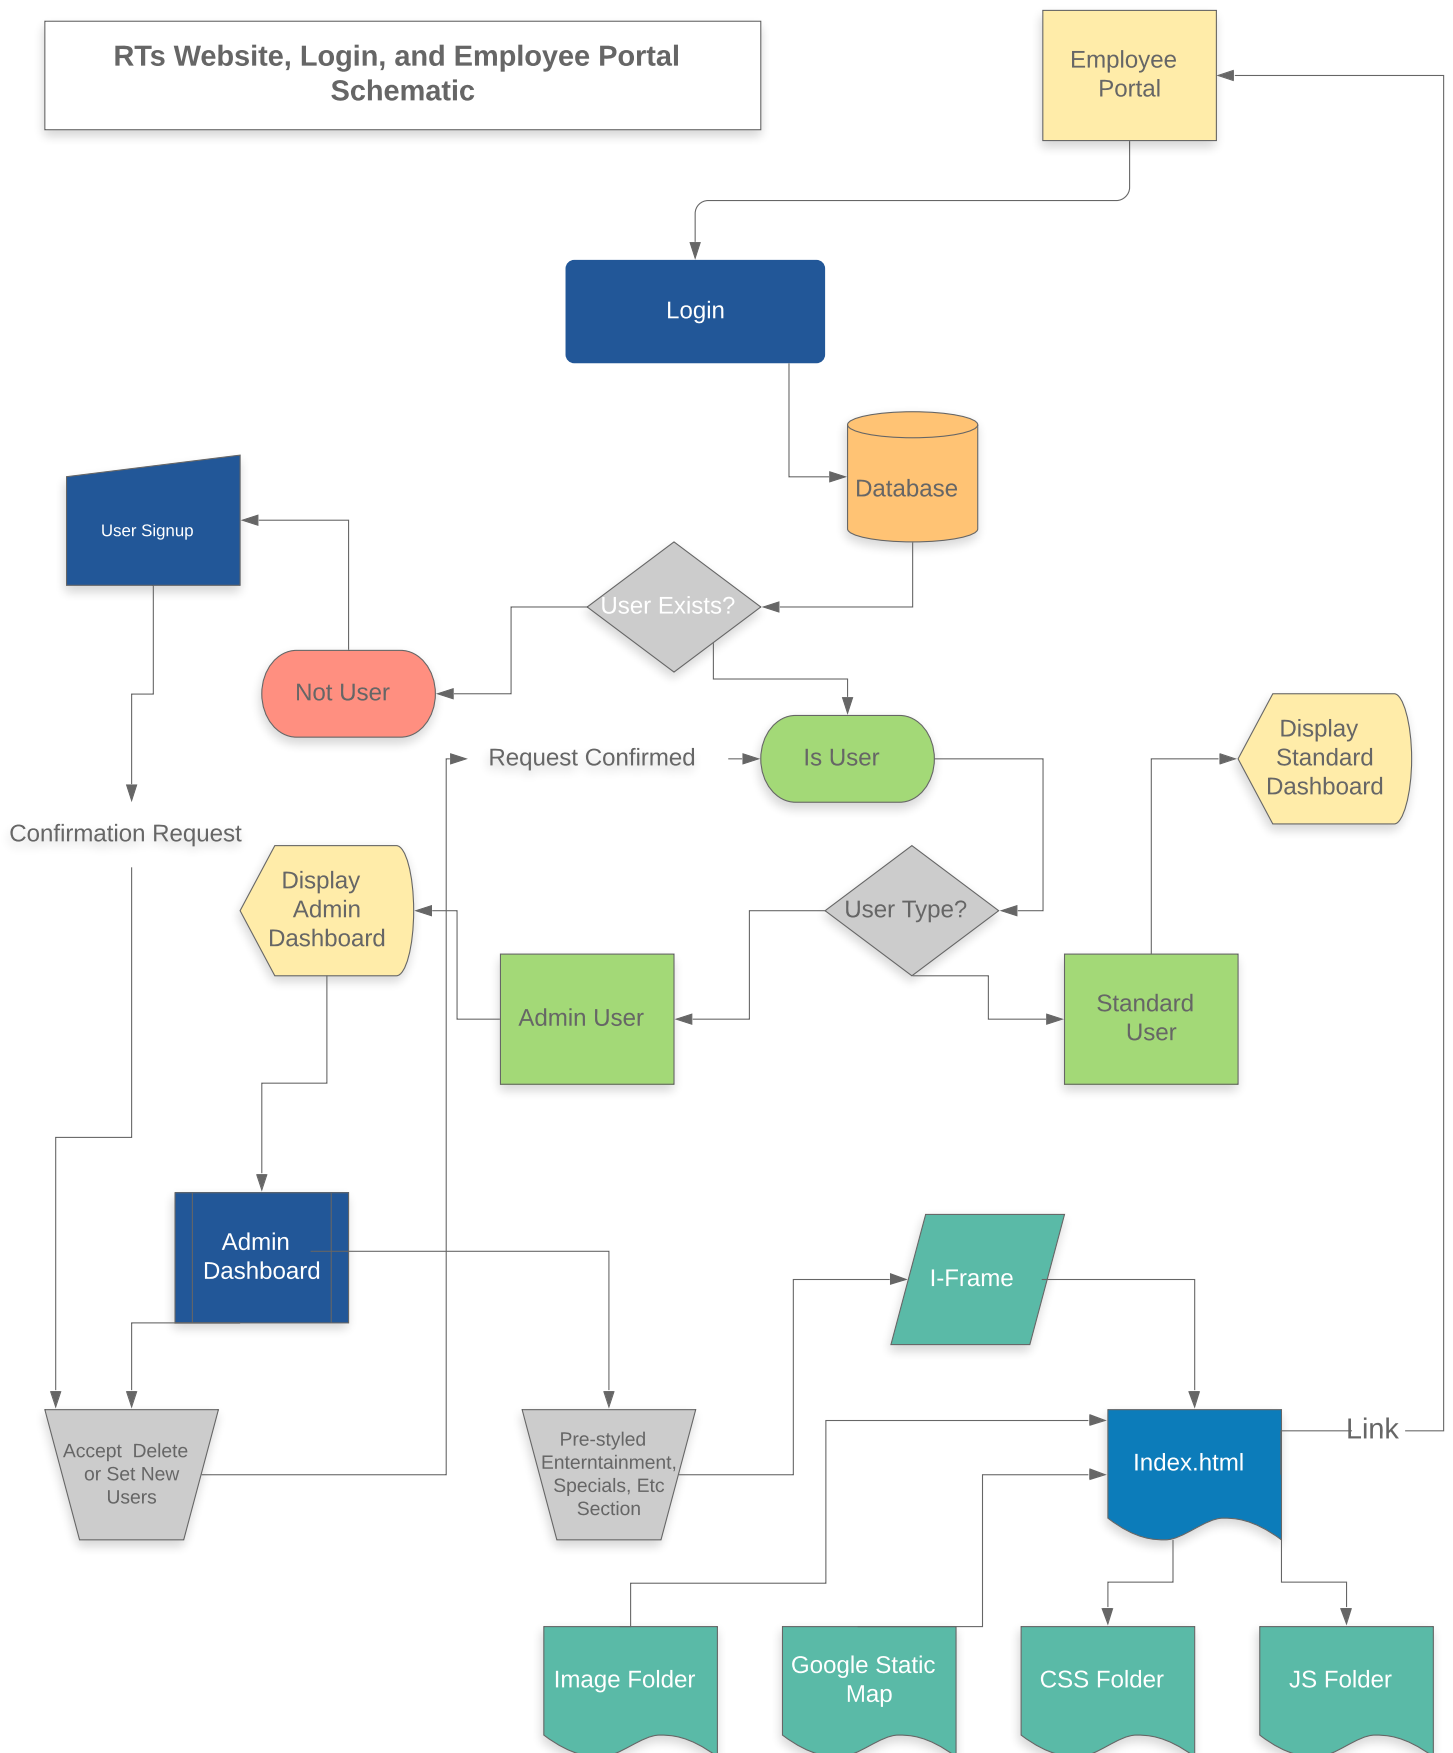 RTs Website, Login, and Employee Portal
Schematic
Employee
Portal
Login
Database
User Signup
User Exists?
Not User
Is User
Request Confirmed
Display
Standard
Dashboard
Confirmation Request
Display
Admin
Dashboard
User Type?
Admin User
Standard
User
Admin
Dashboard
I-Frame
Accept  Delete
or Set New
Users
Pre-styled
Enterntainment,
Specials, Etc
Section
Link
Index.html
Image Folder
Google Static
Map
CSS Folder
JS Folder